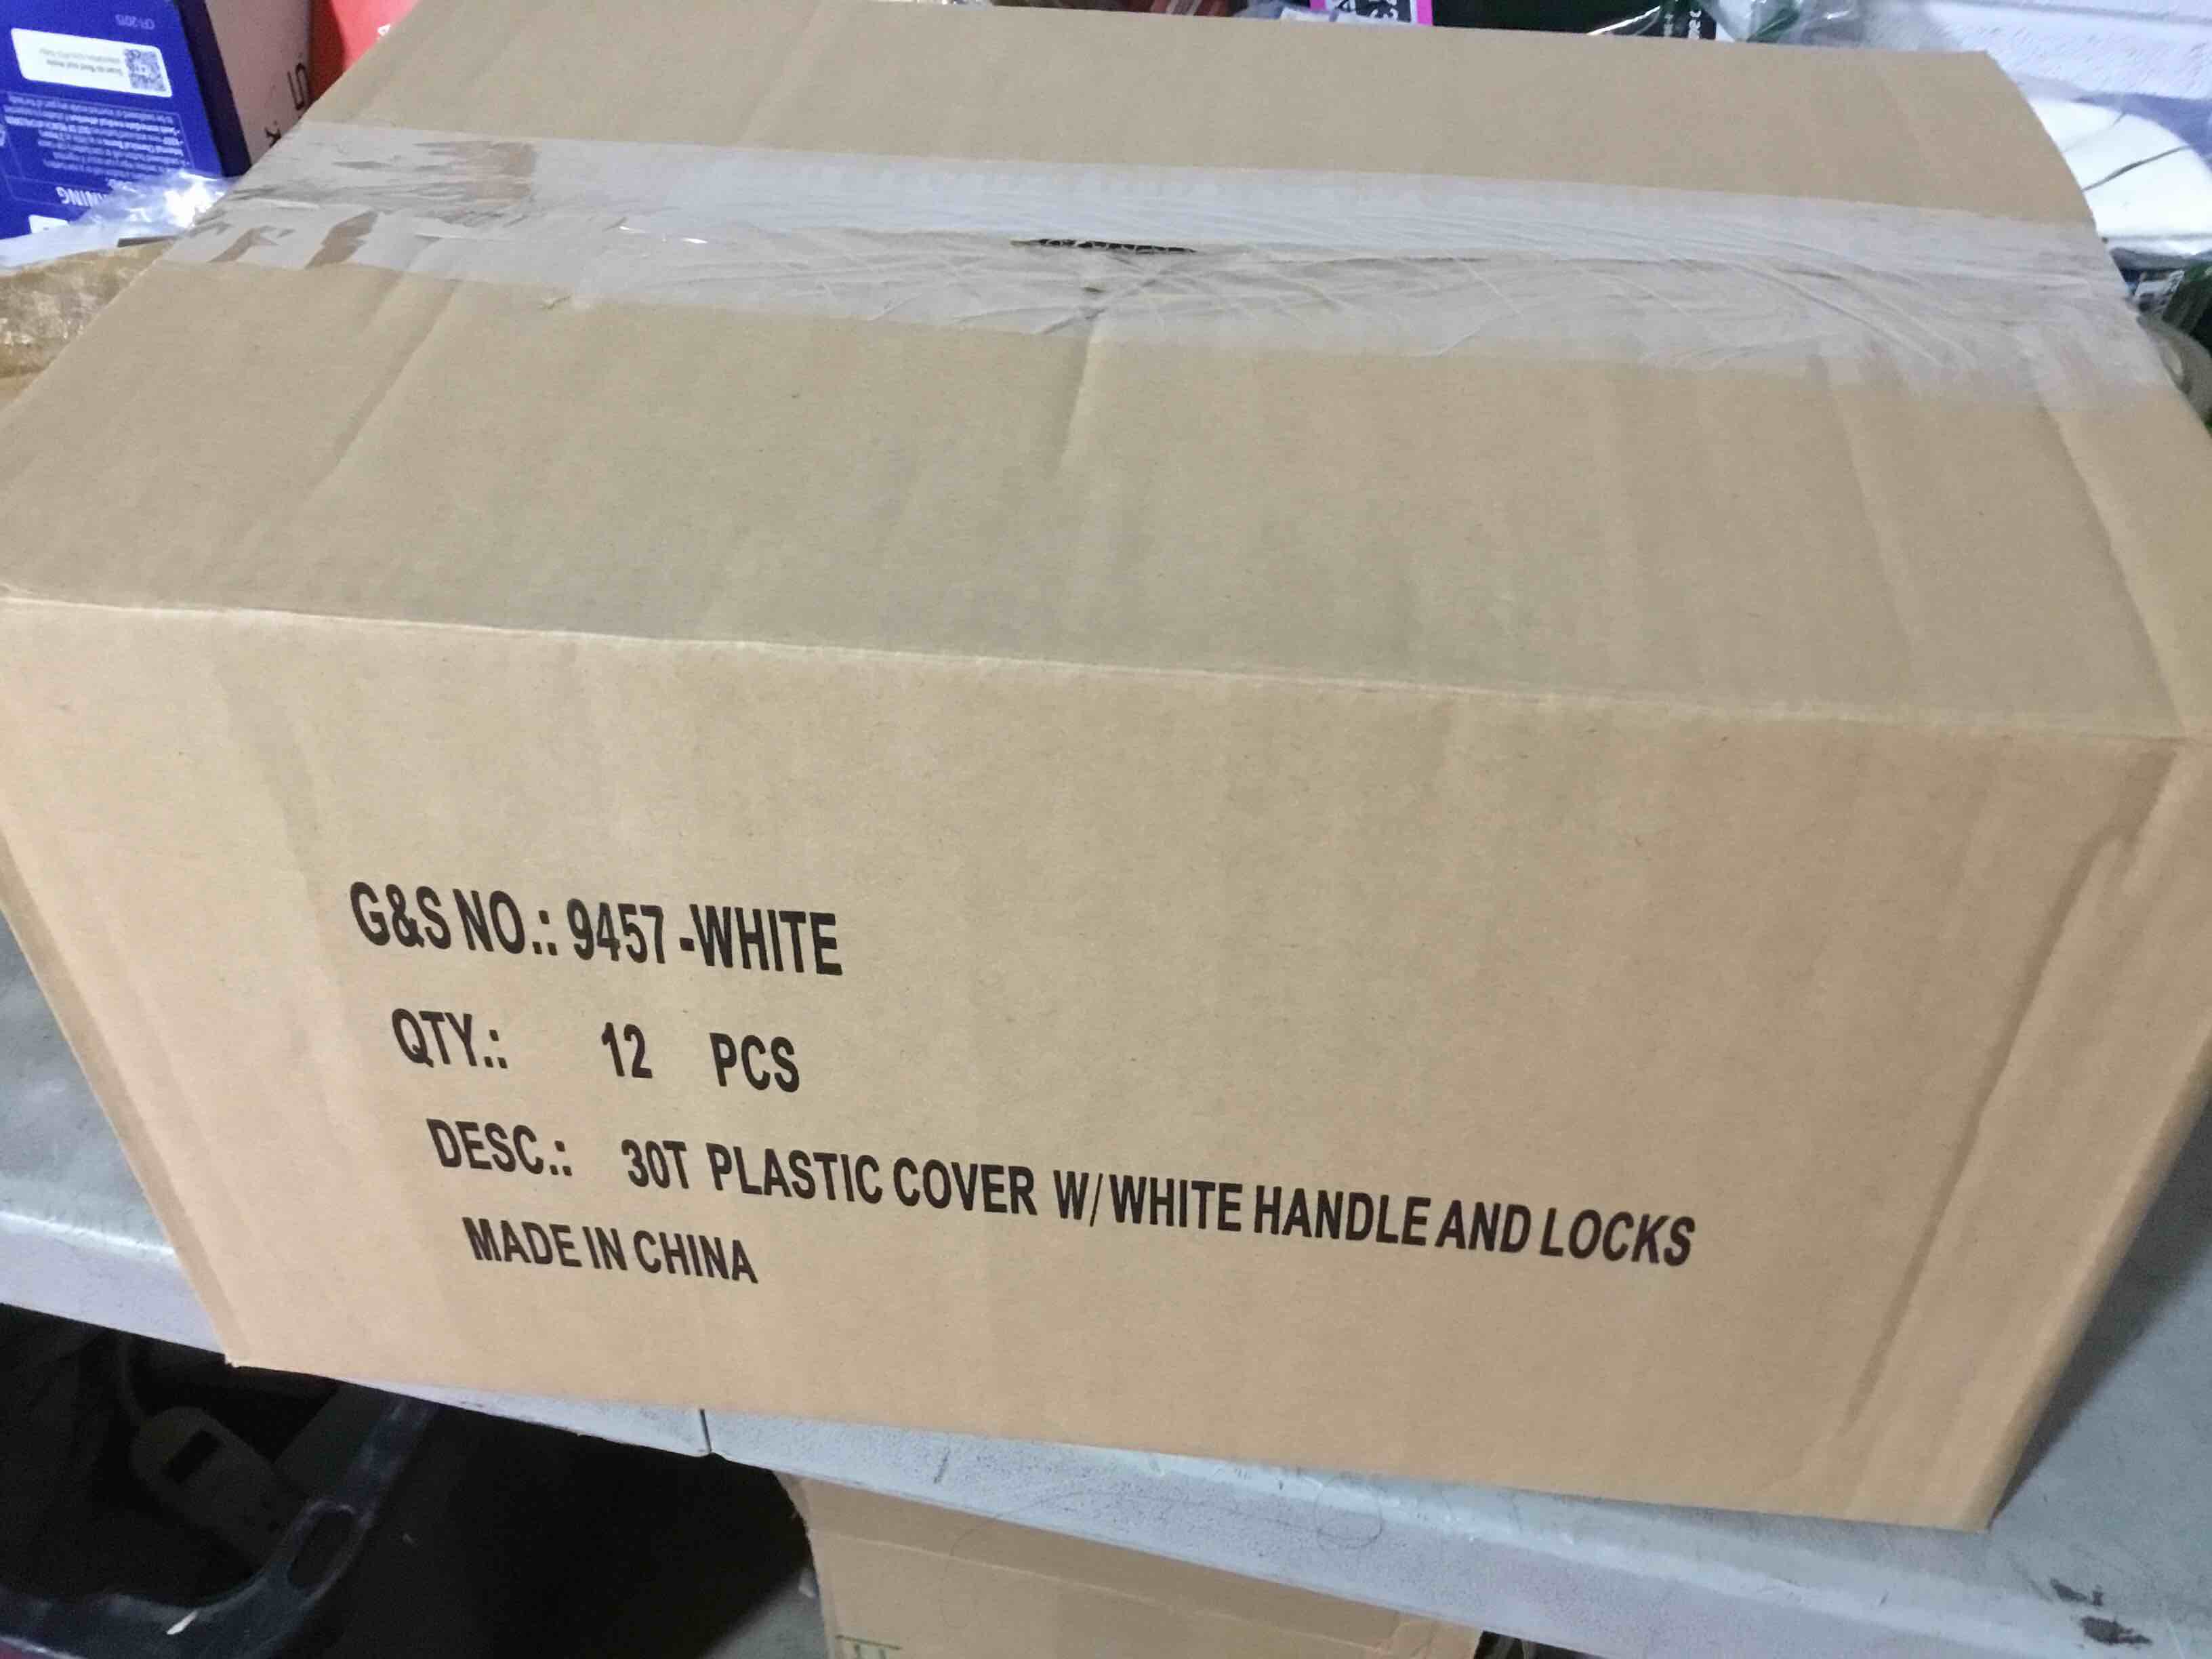 G&S NO.: 9457-WHITE
QTY.: 12 PCS
DESC.: 30T PLASTIC COVER W/ WHITE HANDLE AND LOCKS
MADE IN CHINA